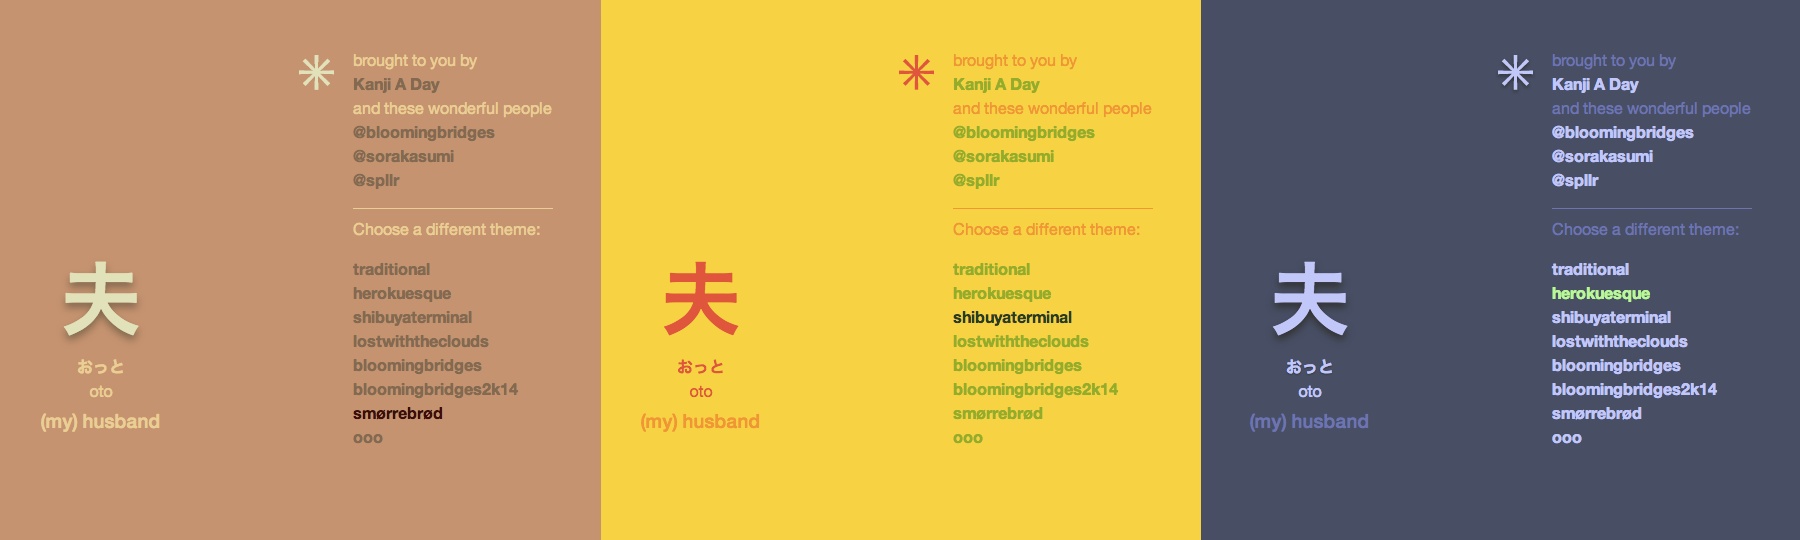 brought to you by
Kanji A Day
and these wonderful people
@bloomingbridges
@sorakasumi
@spllr
Choose a different theme:
traditional
herokuesque
shibuyaterminal
lostwiththeclouds
bloomingbridges
bloomingbridges2k14
smørrebrød
ooo
夫
おっと
oto
(my) husband
brought to you by
Kanji A Day
and these wonderful people
@bloomingbridges
@sorakasumi
@spllr
Choose a different theme:
traditional
herokuesque
shibuyaterminal
lostwiththeclouds
bloomingbridges
bloomingbridges2k14
smørrebrød
ooo
夫
おっと
oto
(my) husband
brought to you by
Kanji A Day
and these wonderful people
@bloomingbridges
@sorakasumi
@spllr
Choose a different theme:
traditional
herokuesque
shibuyaterminal
lostwiththeclouds
bloomingbridges
bloomingbridges2k14
smørrebrød
ooo
夫
おっと
oto
(my) husband